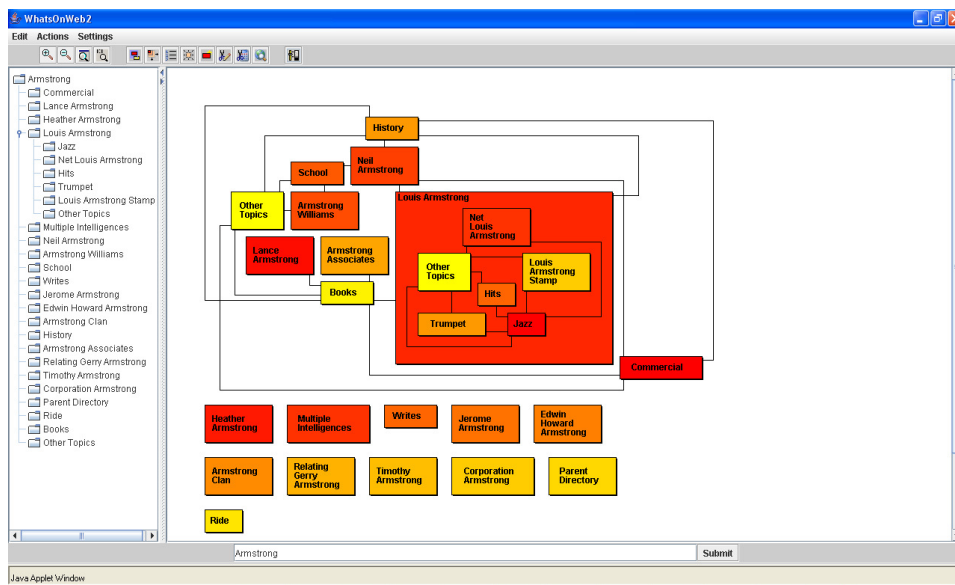 WhatsOnWeb2
Edit Actions Settings
Armstrong
Commercial
Lance Armstrong
Heather Armstrong
Louis Armstrong
Jazz
Net Louis Armstrong
Hits
Trumpet
Louis Armstrong Stamp
Other Topics
Multiple Intelligences
Neil Armstrong
Armstrong Williams
School
Writes
Jerome Armstrong
Edwin Howard Armstrong
Armstrong Clan
History
Armstrong Associates
Relating Gerry Armstrong
Timothy Armstrong
Corporation Armstrong
Parent Directory
Ride
Books
Other Topics
History
Neil
Armstrong
School
Other
Topics
Armstrong
Williams
Louis Armstrong
Net
Louis
Armstrong
Lance
Armstrong
Armstrong
Associates
Other
Topics
Louis
Armstrong
Stamp
Books
Hits
Trumpet
Jazz
Commercial
Heather
Armstrong
Multiple
Intelligences
Writes
Jerome
Armstrong
Edwin
Howard
Armstrong
Armstrong
Clan
Relating
Gerry
Armstrong
Timothy
Armstrong
Corporation
Armstrong
Parent
Directory
Ride
Armstrong
Submit
Java Applet Window